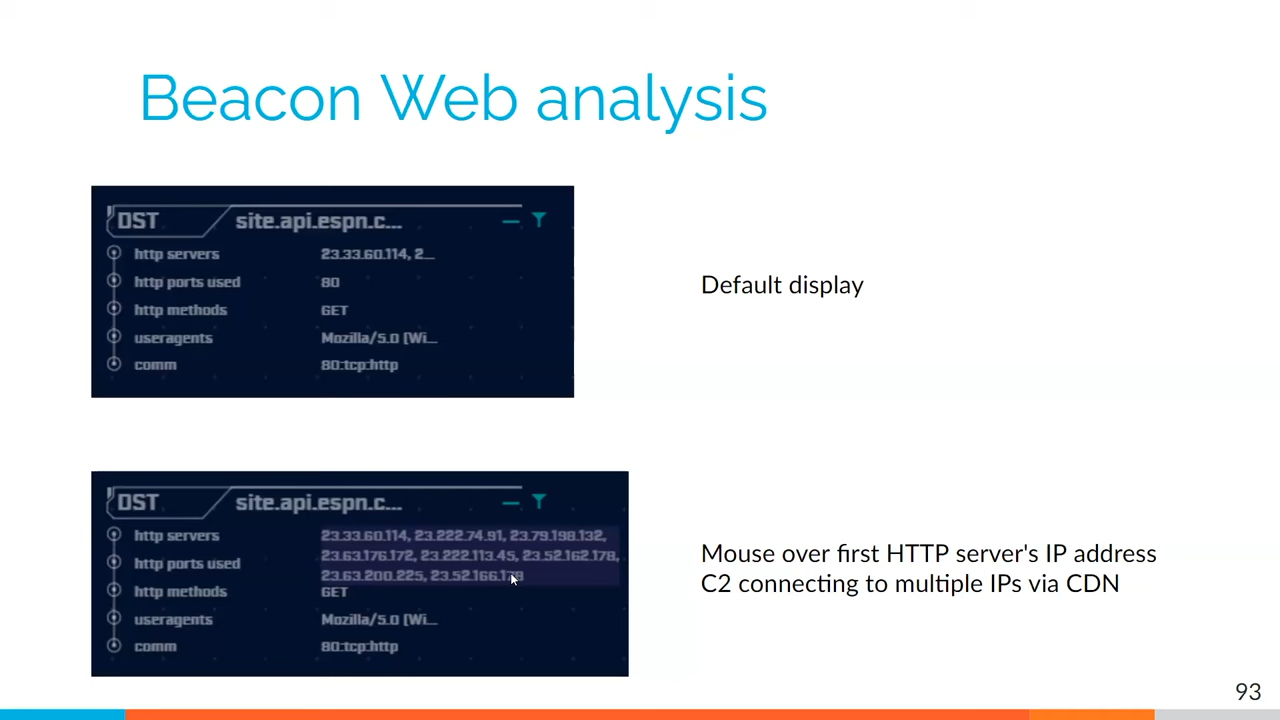 Beacon Web analysis
DST site.api.espn.c...
http servers 23.33.60.114, 2...
http ports used 80
http methods GET
useragents Mozilla/5.0 (Wi...
comm 80:tcp:http
Default display
DST site.api.espn.c...
http servers 23.33.60.114, 23.222.74.91, 23.79.198.132,
23.63.176.172, 23.222.113.45, 23.52.162.178,
http ports used
23.63.200.225, 23.52.166.179
http methods GET
useragents Mozilla/5.0 (Wi...
comm 80:tcp:http
Mouse over first HTTP server's IP address
C2 connecting to multiple IPs via CDN
93